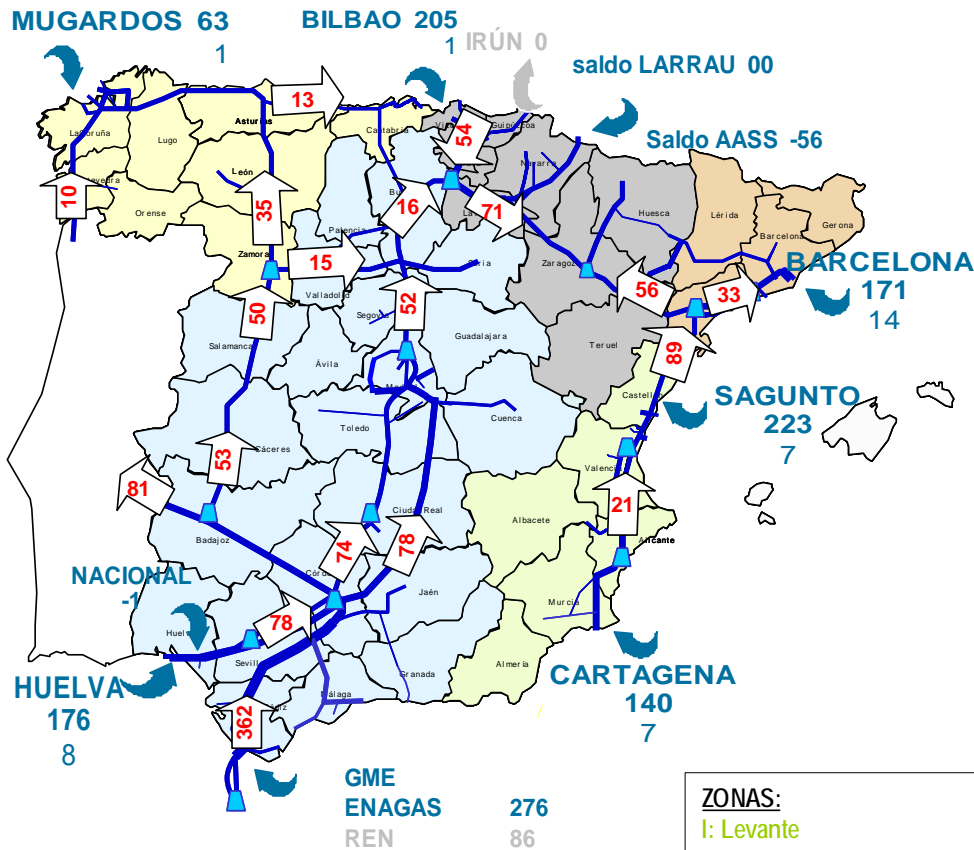 MUGARDOS 63
1
BILBAO 205
1
IRÚN 0
saldo LARRAU 00
Saldo AASS -56
13
54
10
35
16
71
15
50
52
56
33
89
53
81
21
74
78
78
362
La Coruña
Lugo
Asturias
Cantabria
Guipúzcoa
Navarra
Orense
León
Zamora
Palencia
Valladolid
Soria
Segovia
Salamanca
Ávila
Guadalajara
Huesca
Zaragoza
Teruel
Lérida
Barcelona
Gerona
Castellón
Valencia
Cuenca
Toledo
Cáceres
Badajoz
Ciudad Real
Albacete
Alicante
Murcia
Jaén
Granada
Almería
Málaga
Sevilla
BARCELONA
171
14
SAGUNTO
223
7
CARTAGENA
140
7
NACIONAL
-1
HUELVA
176
8
GME
ENAGAS 276
REN 86
ZONAS:
I: Levante